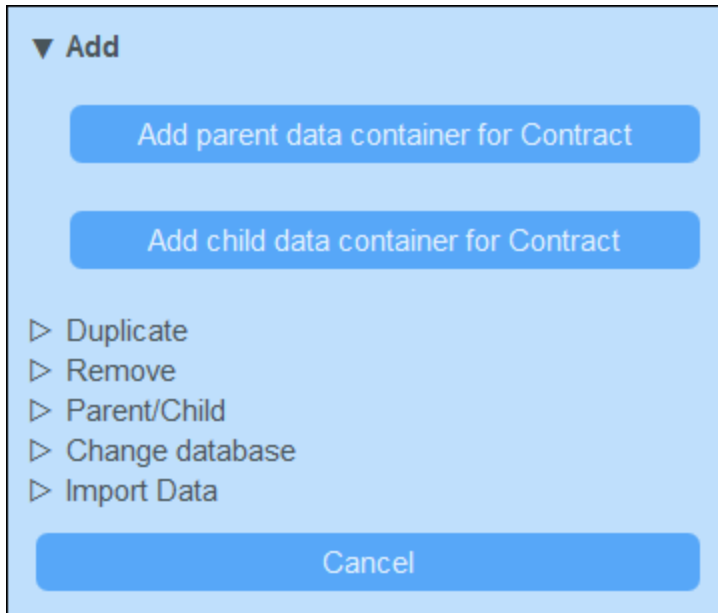 ▼ Add
Add parent data container for Contract
Add child data container for Contract
▷ Duplicate
▷ Remove
▷ Parent/Child
▷ Change database
▷ Import Data
Cancel